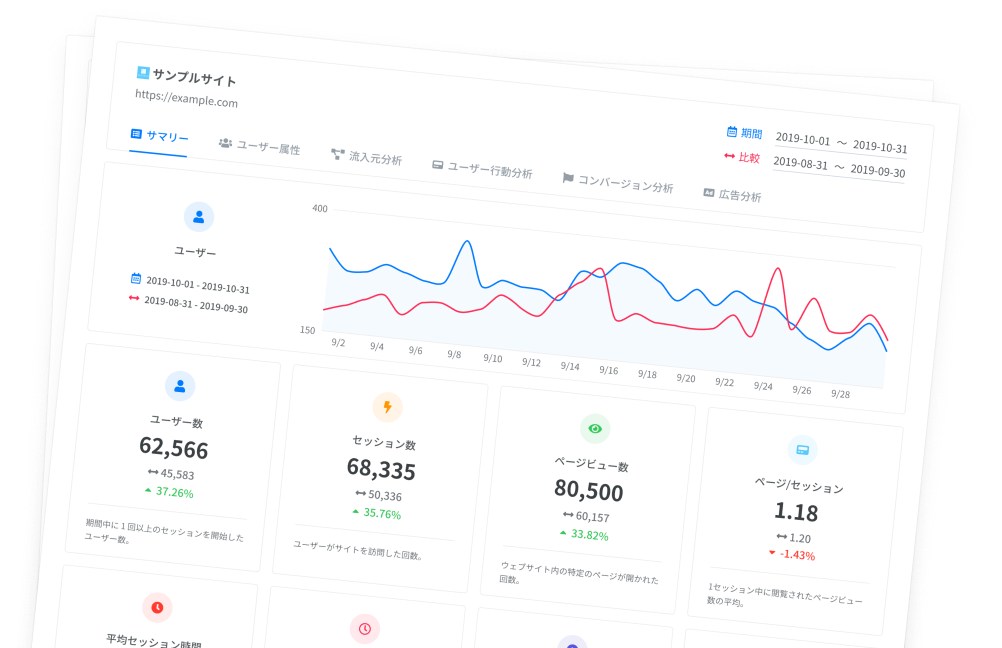 サンプルサイト
https://example.com
期間 2019-10-01 ～ 2019-10-31
比較 2019-08-31 ～ 2019-09-30
サマリー ユーザー属性 流入元分析 ユーザー行動分析 コンバージョン分析 広告分析
ユーザー
2019-10-01 - 2019-10-31
2019-08-31 - 2019-09-30
400
150
9/2 9/4 9/6 9/8 9/10 9/12 9/14 9/16 9/18 9/20 9/22 9/24 9/26 9/28
ユーザー数
62,566
45,583
37.26%
期間中に1回以上のセッションを開始した
ユーザー数。
セッション数
68,335
50,336
35.76%
ユーザーがサイトを訪問した回数。
ページビュー数
80,500
60,157
33.82%
ウェブサイト内の特定のページが開かれた
回数。
ページ/セッション
1.18
1.20
-1.43%
1セッション中に閲覧されたページビュー
数の平均。
平均セッション時間